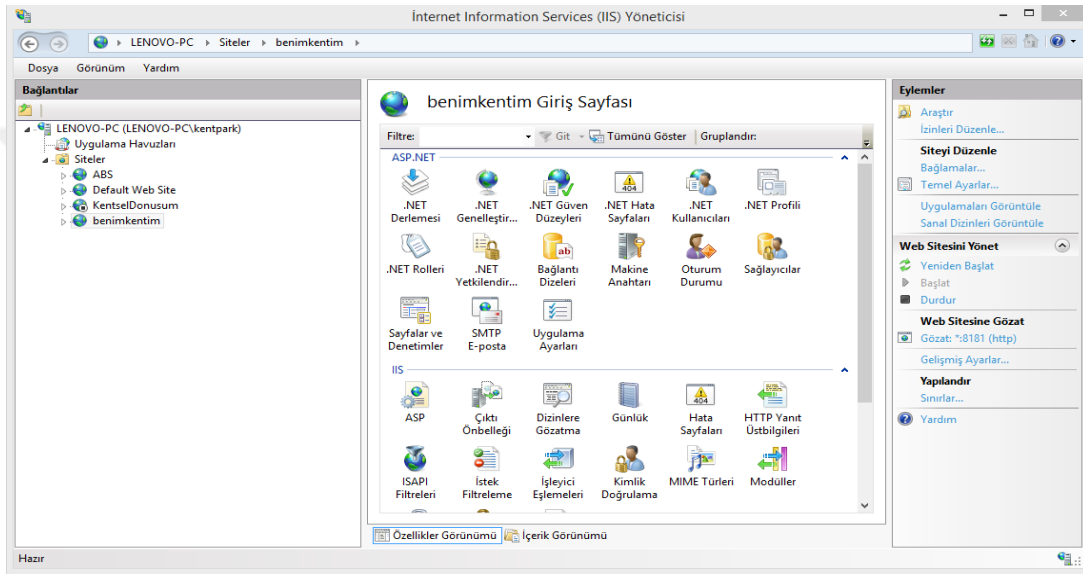 İnternet Information Services (IIS) Yöneticisi
LENOVO-PC
Siteler
benimkentim
Dosya
Görünüm
Yardım
Bağlantılar
LENOVO-PC (LENOVO-PC\kentpark)
Uygulama Havuzları
Siteler
ABS
Default Web Site
KentselDonusum
benimkentim
benimkentim Giriş Sayfası
Filtre:
Git
Tümünü Göster
Gruplandır:
ASP.NET
.NET
Derlemesi
.NET
Genelleştir...
.NET Güven
Düzeyleri
.NET Hata
Sayfaları
.NET
Kullanıcıları
.NET Profili
.NET Rolleri
.NET
Yetkilendir...
Bağlantı
Dizeleri
Makine
Anahtarı
Oturum
Durumu
Sağlayıcılar
Sayfalar ve
Denetimler
SMTP
E-posta
Uygulama
Ayarları
IIS
ASP
Çıktı
Önbelleği
Dizinlere
Gözatma
Günlük
Hata
Sayfaları
HTTP Yanıt
Üstbilgileri
ISAPI
Filtreleri
İstek
Filtreleme
İşleyici
Eşlemeleri
Kimlik
Doğrulama
MIME Türleri
Modüller
Özellikler Görünümü
İçerik Görünümü
Eylemler
Araştır
İzinleri Düzenle...
Siteyi Düzenle
Bağlamalar...
Temel Ayarlar...
Uygulamaları Görüntüle
Sanal Dizinleri Görüntüle
Web Sitesini Yönet
Yeniden Başlat
Başlat
Durdur
Web Sitesine Gözat
Gözat: *:8181 (http)
Gelişmiş Ayarlar...
Yapılandır
Sınırlar...
Yardım
Hazır